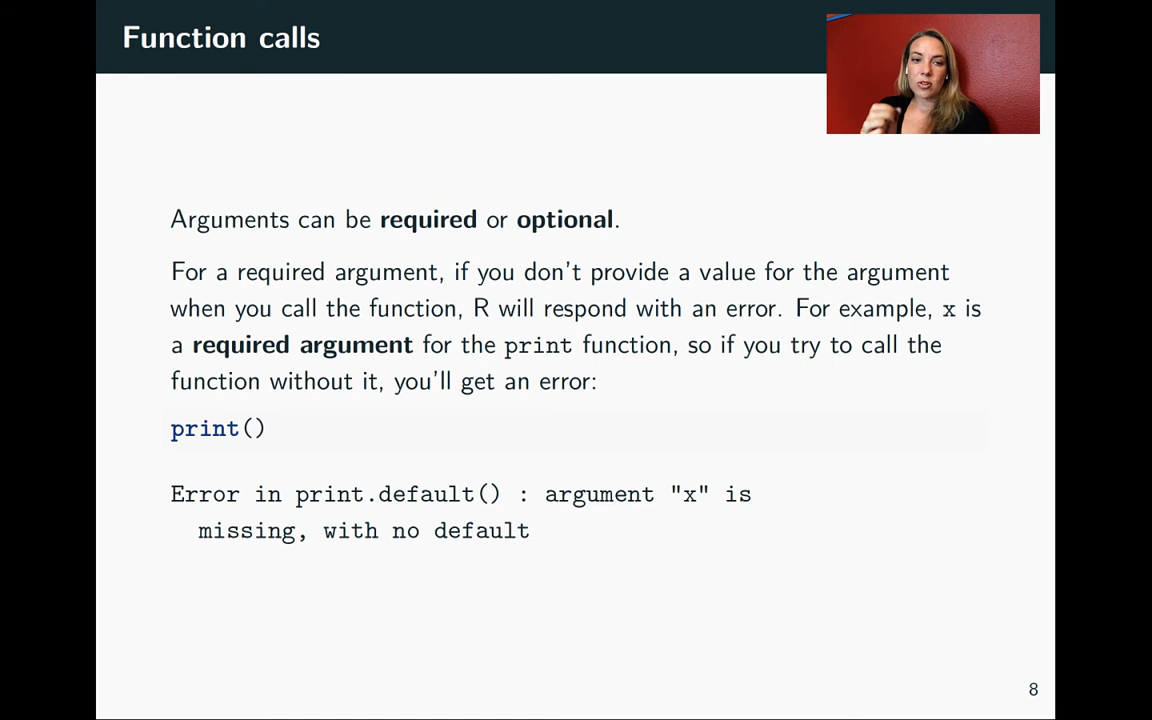 Function calls
Arguments can be required or optional.
For a required argument, if you don't provide a value for the argument
when you call the function, R will respond with an error. For example, x is
a required argument for the print function, so if you try to call the
function without it, you'll get an error:
print()
Error in print.default() : argument "x" is
missing, with no default
8